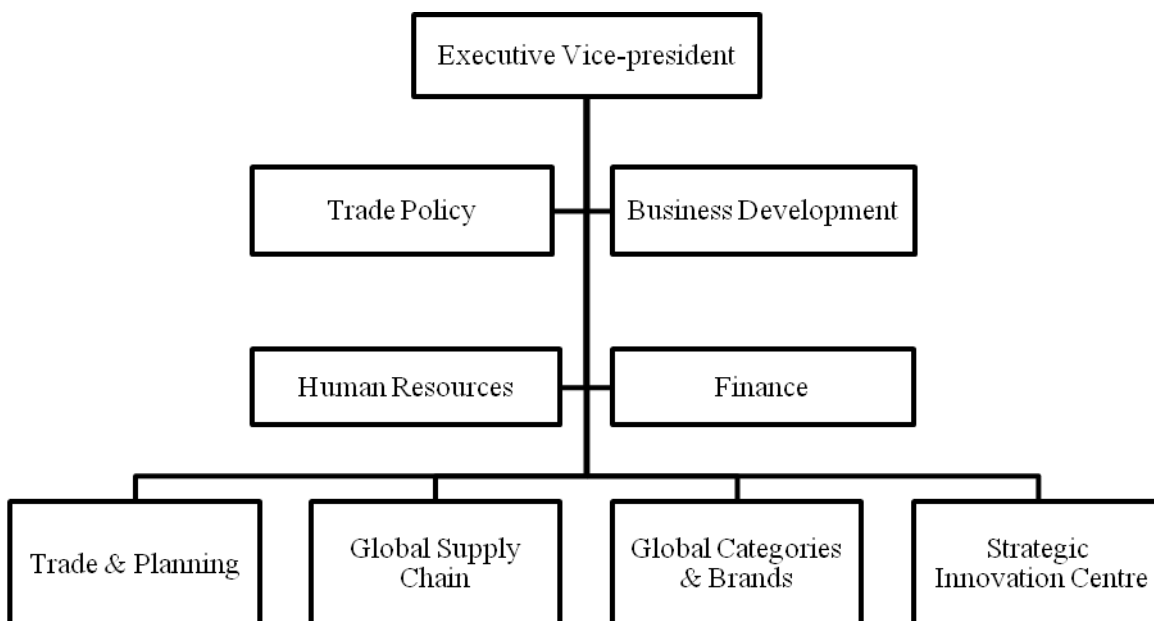 Executive Vice-president
Trade Policy
Business Development
Human Resources
Finance
Trade & Planning
Global Supply
Chain
Global Categories
& Brands
Strategic
Innovation Centre